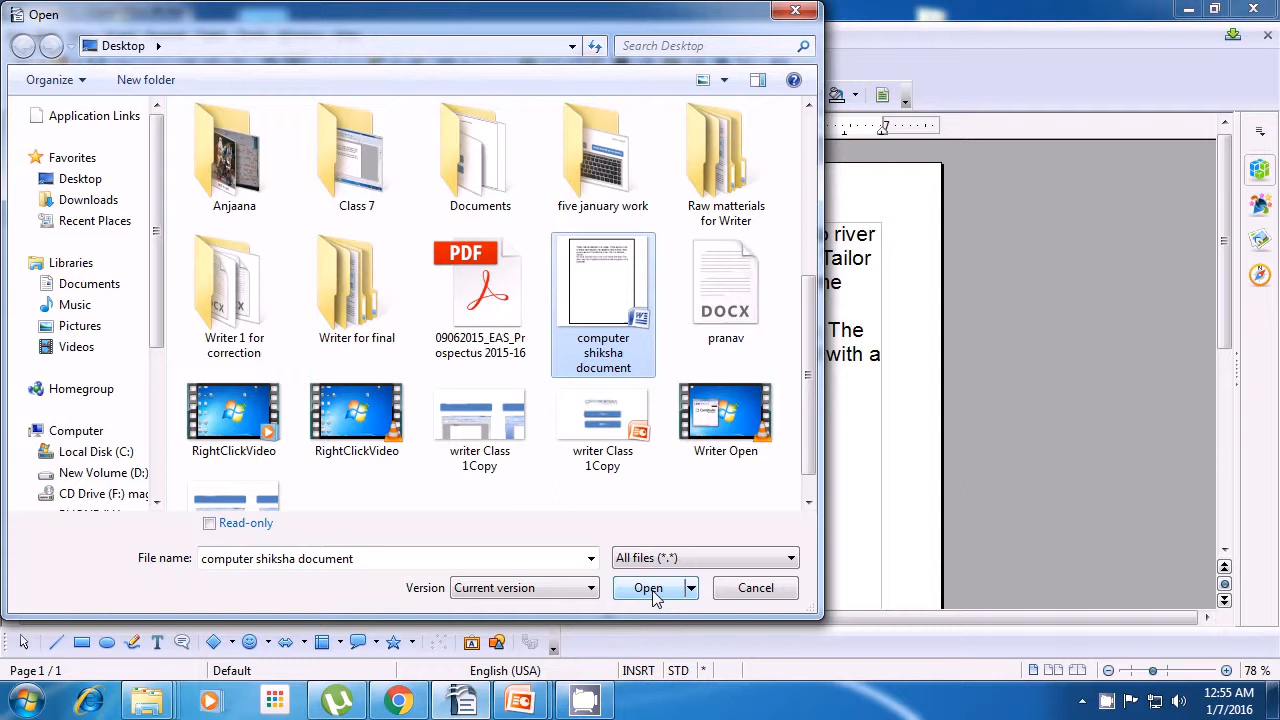 Open
Desktop
Search Desktop
Organize
New folder
Application Links
Favorites
Desktop
Downloads
Recent Places
Libraries
Documents
Music
Pictures
Videos
Homegroup
Computer
Local Disk (C:)
New Volume (D:)
CD Drive (F:) mag
Anjaana
Class 7
Documents
five january work
Raw matterials
for Writer
Writer 1 for
correction
Writer for final
PDF
09062015_EAS_Pr
ospectus 2015-16
computer
shiksha
document
DOCX
pranav
RightClickVideo
RightClickVideo
writer Class
1Copy
writer Class
1Copy
Writer Open
Read-only
File name:
computer shiksha document
All files (*.*)
Version
Current version
Open
Cancel
river
Tailor
The
with a
Page 1 / 1
Default
English (USA)
INSRT
STD
*
78 %
12:55 AM
1/7/2016